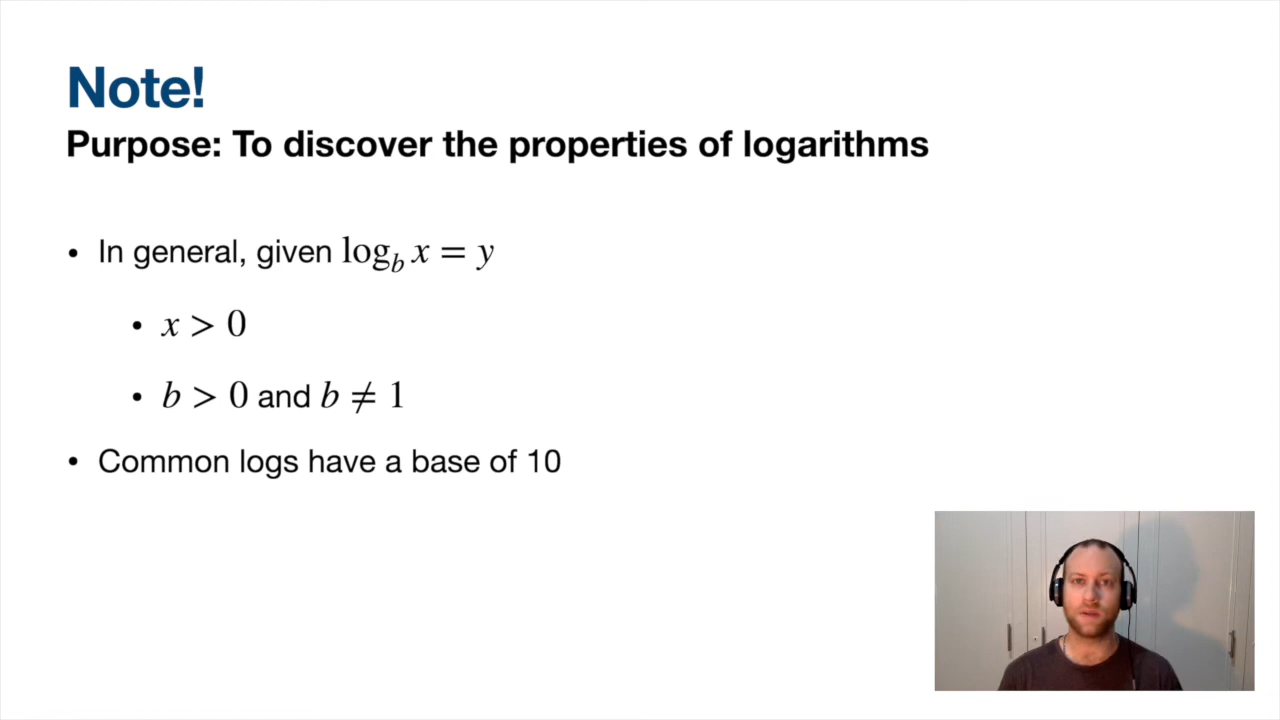 Note!
Purpose: To discover the properties of logarithms
• In general, given log_b x = y
• x > 0
• b > 0 and b ≠ 1
• Common logs have a base of 10